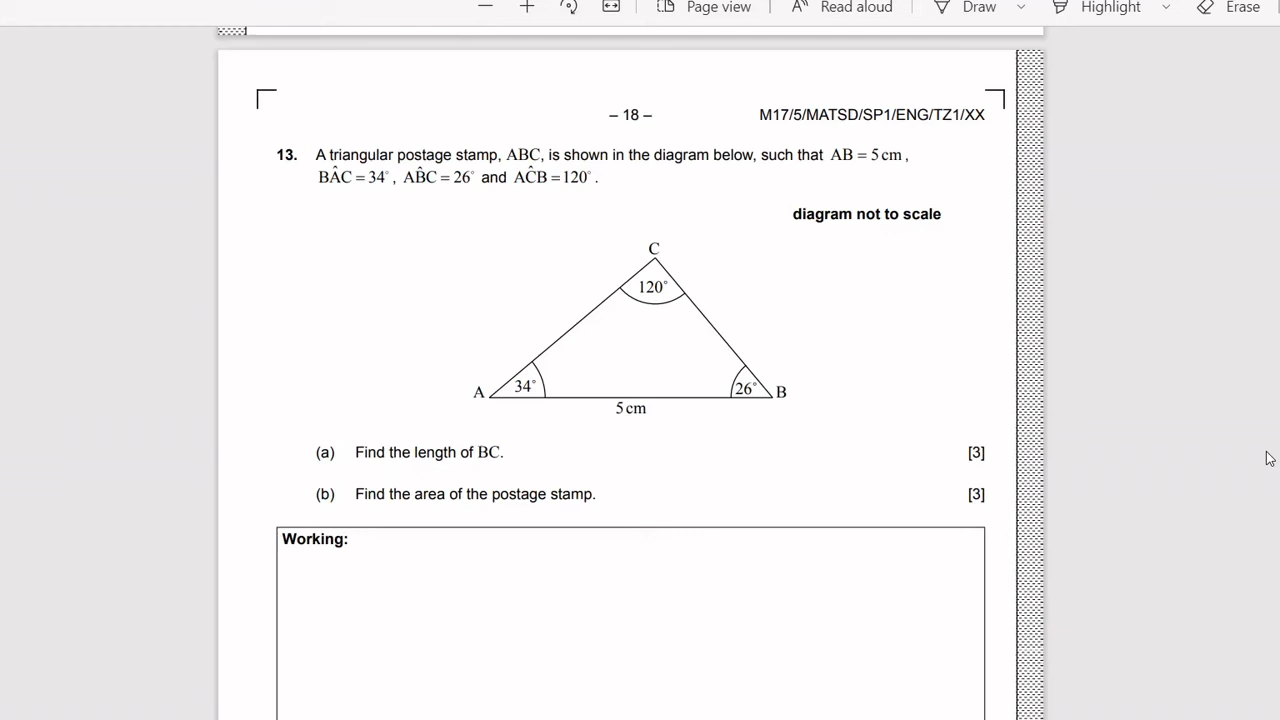 Page view
Read aloud
Draw
Highlight
Erase
– 18 –
M17/5/MATSD/SP1/ENG/TZ1/XX
13. A triangular postage stamp, ABC, is shown in the diagram below, such that AB = 5 cm ,
BÂC = 34° , AB̂C = 26° and AĈB = 120° .
diagram not to scale
C
120°
A
34°
26°
B
5 cm
(a) Find the length of BC. [3]
(b) Find the area of the postage stamp. [3]
Working: